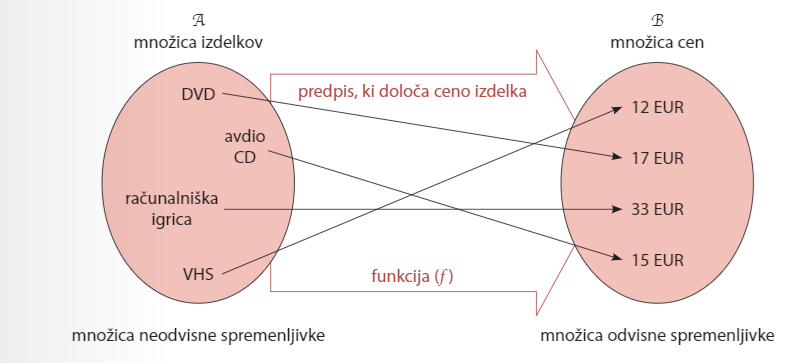 𝒜
množica izdelkov
ℬ
množica cen
predpis, ki določa ceno izdelka
DVD
avdio
CD
računalniška
igrica
VHS
12 EUR
17 EUR
33 EUR
15 EUR
funkcija (f)
množica neodvisne spremenljivke
množica odvisne spremenljivke